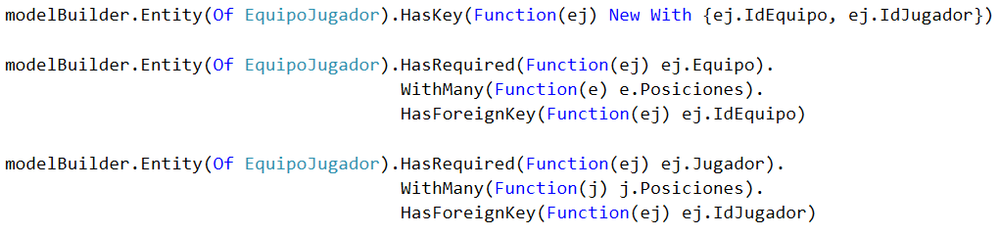 modelBuilder.Entity(Of EquipoJugador).HasKey(Function(ej) New With {ej.IdEquipo, ej.IdJugador})
modelBuilder.Entity(Of EquipoJugador).HasRequired(Function(ej) ej.Equipo).
WithMany(Function(e) e.Posiciones).
HasForeignKey(Function(ej) ej.IdEquipo)
modelBuilder.Entity(Of EquipoJugador).HasRequired(Function(ej) ej.Jugador).
WithMany(Function(j) j.Posiciones).
HasForeignKey(Function(ej) ej.IdJugador)